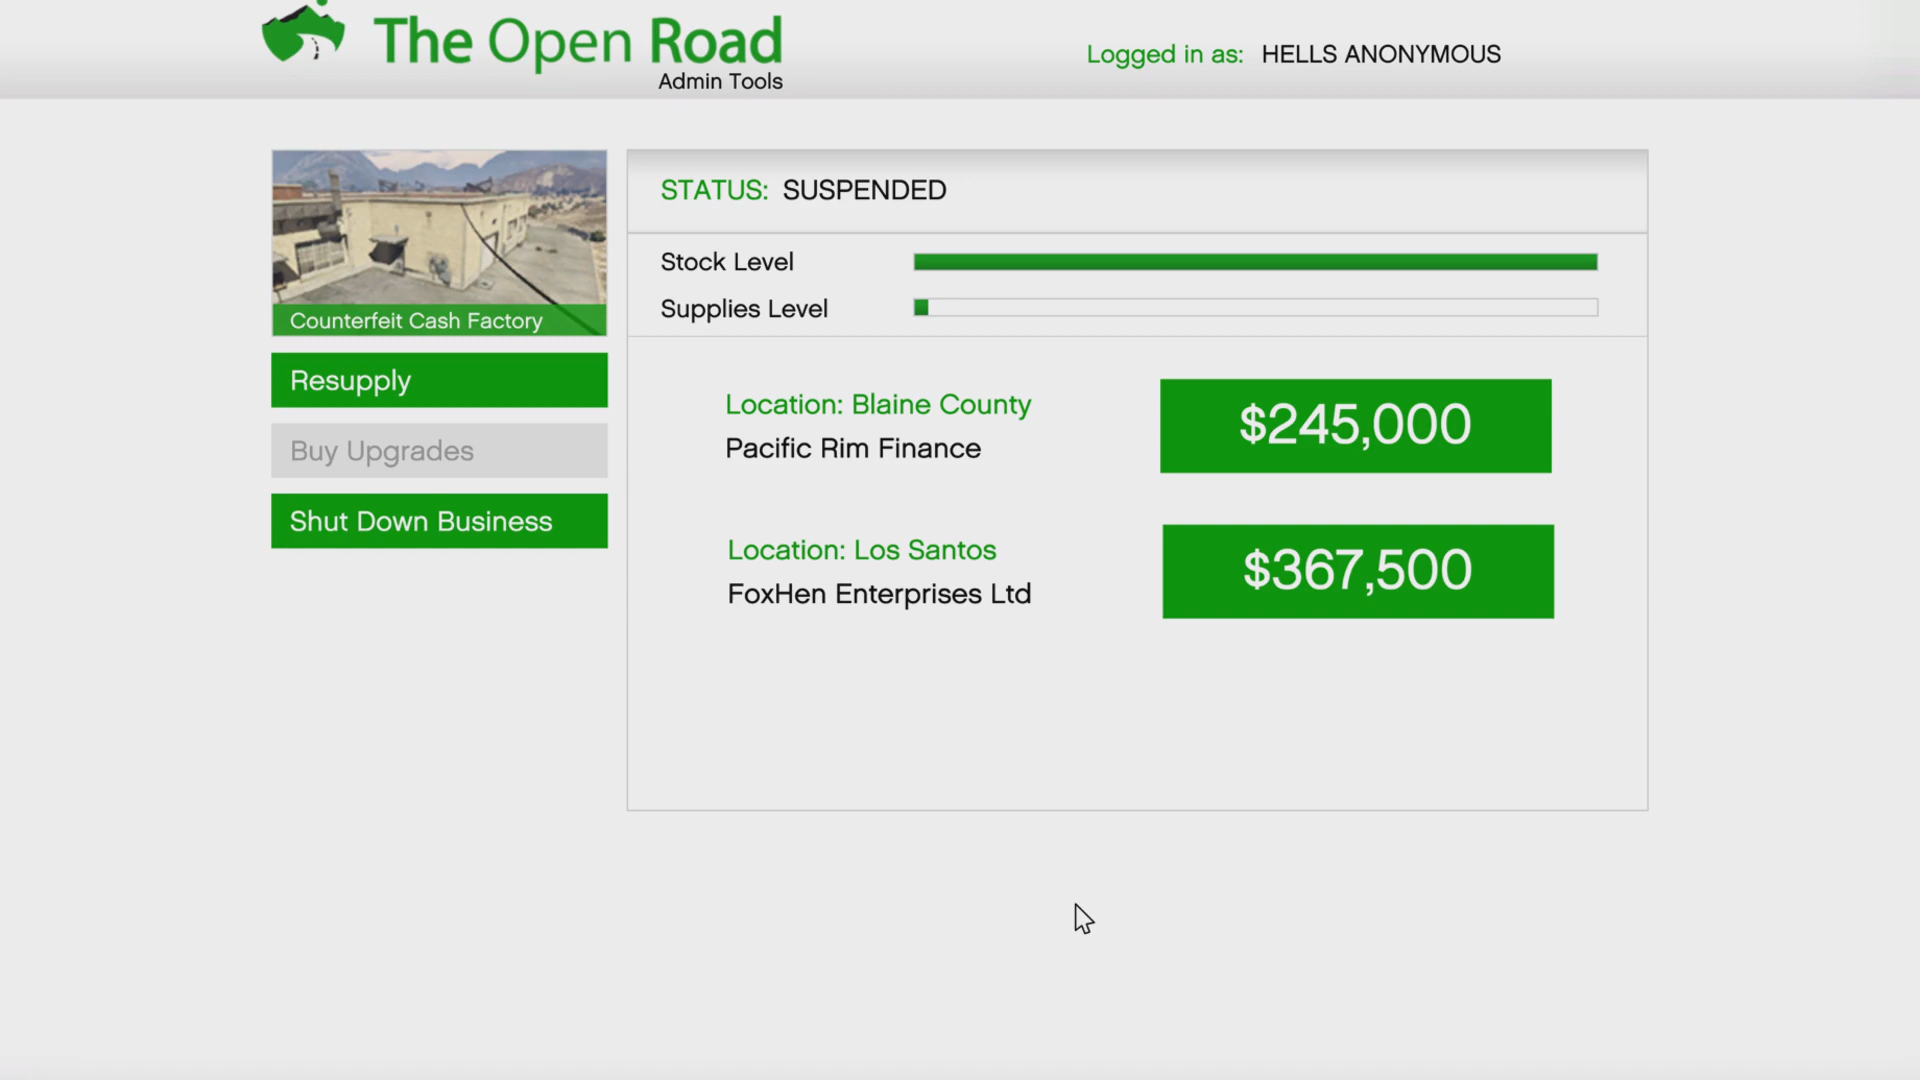 The Open Road
Admin Tools
Logged in as: HELLS ANONYMOUS
Counterfeit Cash Factory
Resupply
Buy Upgrades
Shut Down Business
STATUS: SUSPENDED
Stock Level
Supplies Level
Location: Blaine County
Pacific Rim Finance
$245,000
Location: Los Santos
FoxHen Enterprises Ltd
$367,500